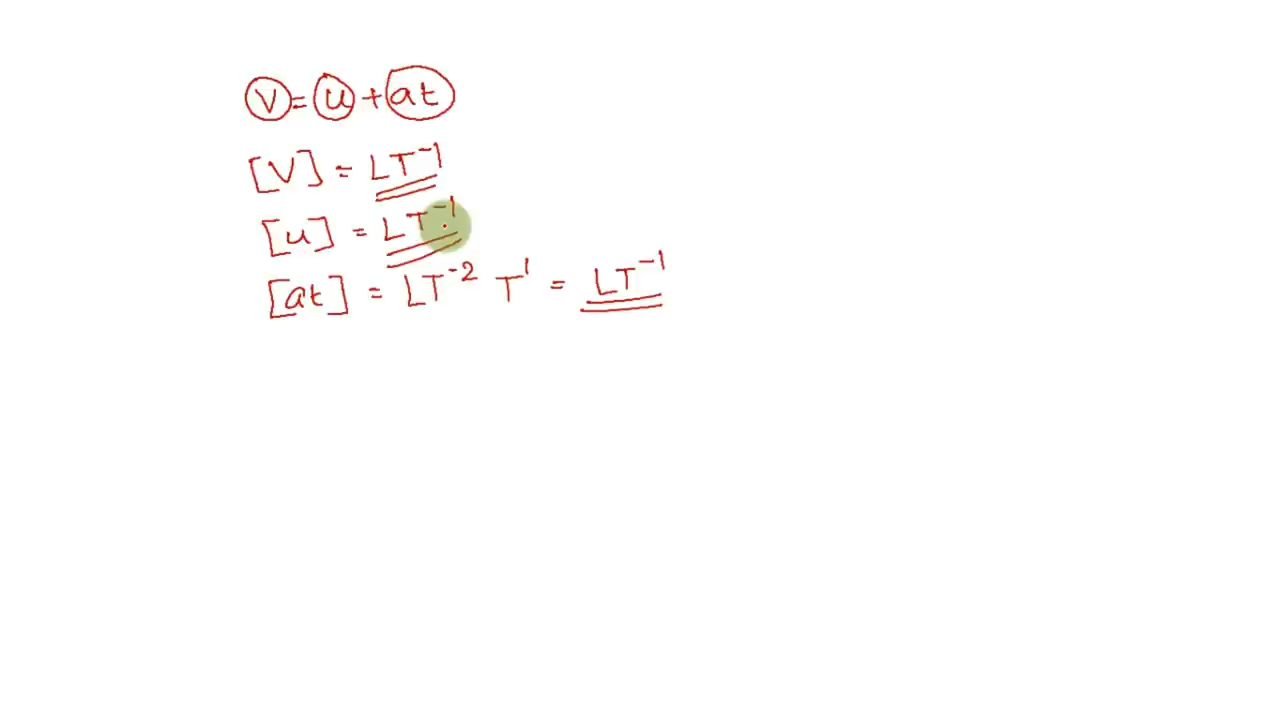 V = u + at
[V] = LT⁻¹
[u] = LT⁻¹
[at] = LT⁻² T¹ = LT⁻¹